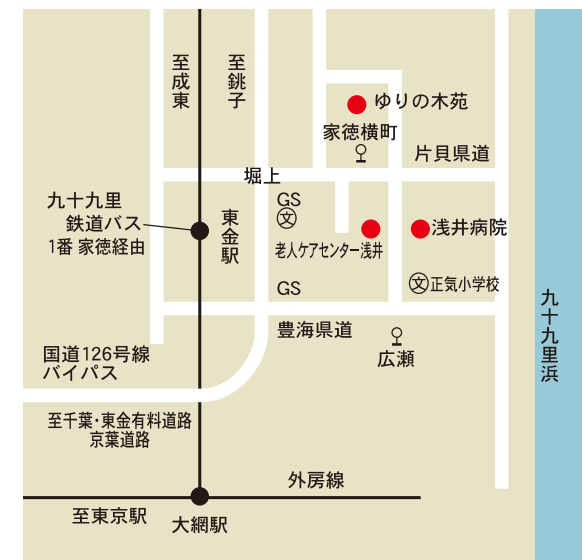 至成東
至銚子
ゆりの木苑
家徳横町
片貝県道
堀上
九十九里
鉄道バス
1番 家徳経由
東金駅
GS
文
老人ケアセンター浅井
浅井病院
GS
文正気小学校
九十九里浜
豊海県道
広瀬
国道126号線
バイパス
至千葉・東金有料道路
京葉道路
外房線
至東京駅
大網駅